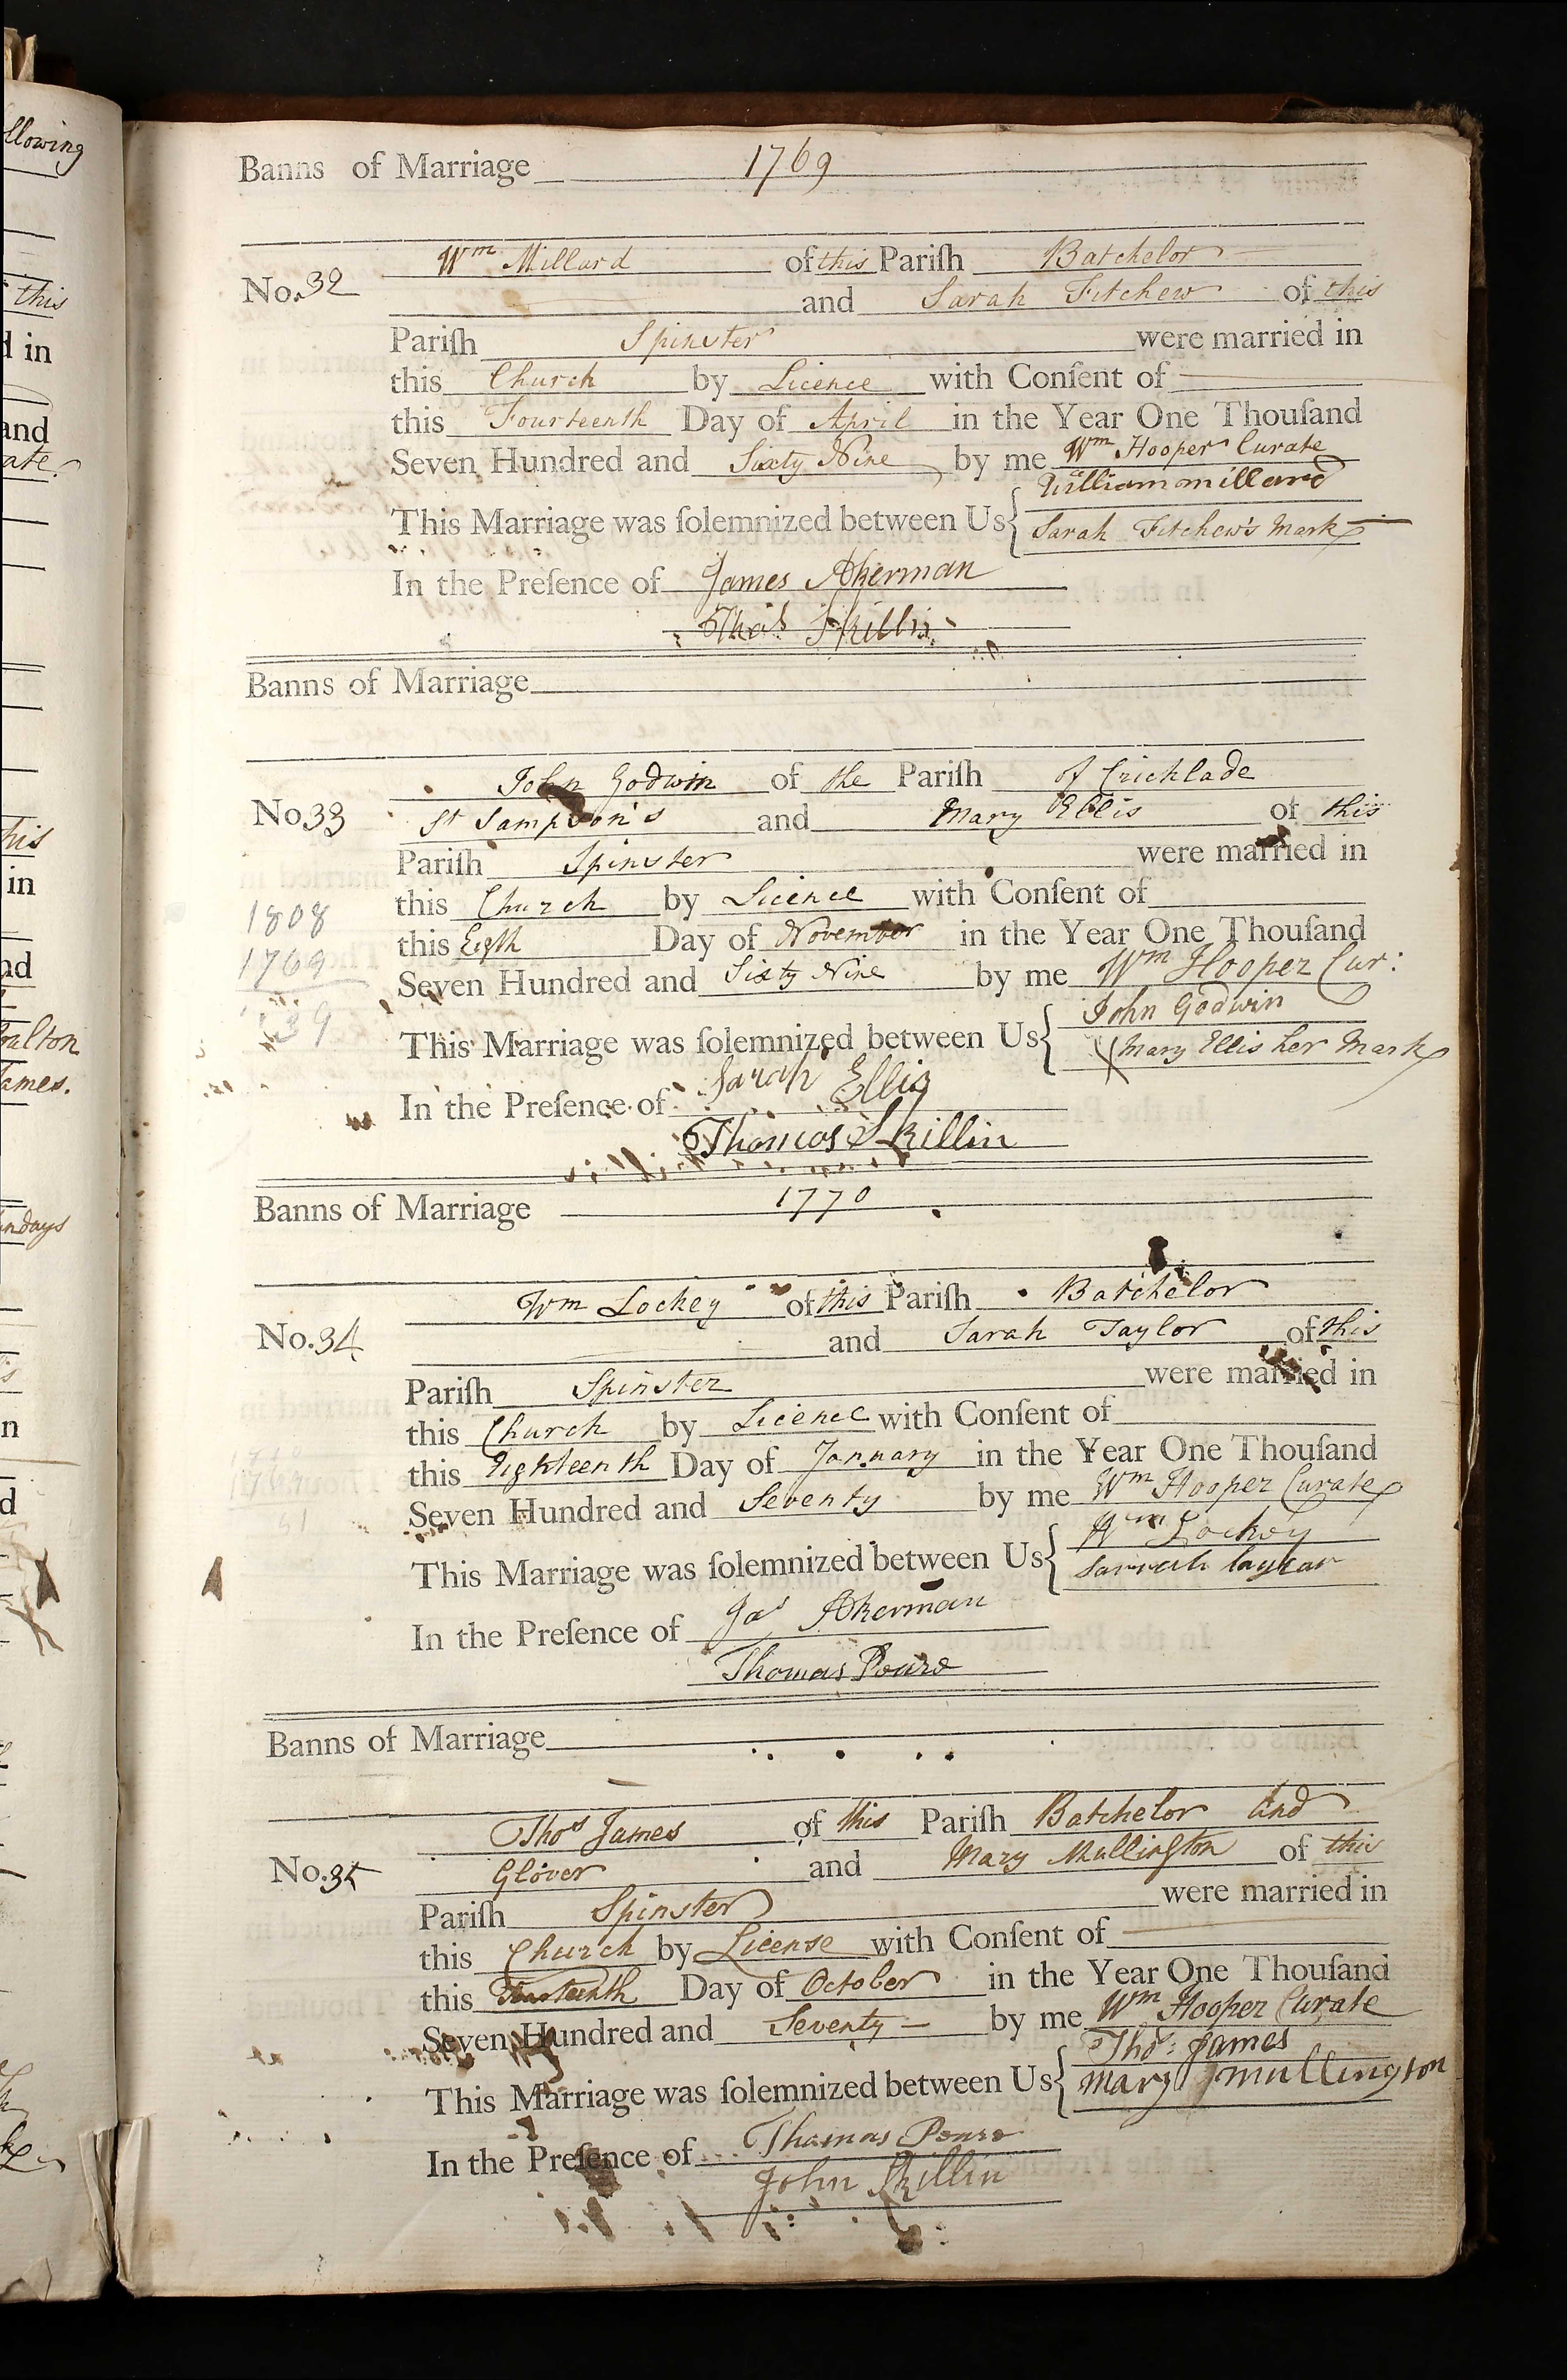 llowing
Banns of Marriage 1769
Wm Millard of this Pariſh Batchelor
No. 32
and Sarah Fitchew of this
Pariſh Spinster were married in
this Church by Licence with Conſent of
this Fourteenth Day of April in the Year One Thouſand
Seven Hundred and Sixty Nine by me Wm Hooper Curate
William millard
This Marriage was ſolemnized between Us
Sarah Fitchew's Mark
In the Preſence of James Akerman
Thos Skillin
Banns of Marriage
John Godwin of the Pariſh of Cricklade
No. 33
St Sampson's and Mary Ellis of this
Pariſh Spinster were married in
this Church by Licence with Conſent of
1808
this Eigth Day of November in the Year One Thouſand
1769
Seven Hundred and Sixty Nine by me Wm Hooper Cur:
39
John Godwin
This Marriage was ſolemnized between Us
Mary Ellis her Mark
In the Preſence of Sarah Ellis
Thomas Skillin
Banns of Marriage 1770
Wm Lockey of this Pariſh Batchelor
No. 34
and Sarah Taylor of this
Pariſh Spinster were married in
this Church by Licence with Conſent of
this Eighteenth Day of January in the Year One Thouſand
Seven Hundred and Seventy by me Wm Hooper Curate
Wm Lockey
This Marriage was ſolemnized between Us
In the Preſence of Jas Akerman
Thomas Pears
Banns of Marriage
Thos James of this Pariſh Batchelor And
No. 35
Glover and Mary Mullington of this
Pariſh Spinster were married in
this Church by License with Conſent of
this Day of October in the Year One Thouſand
Seven Hundred and Seventy by me Wm Hooper Curate
Thos: James
This Marriage was ſolemnized between Us
Mary Mullington
In the Preſence of Thomas Pears
John Skillin